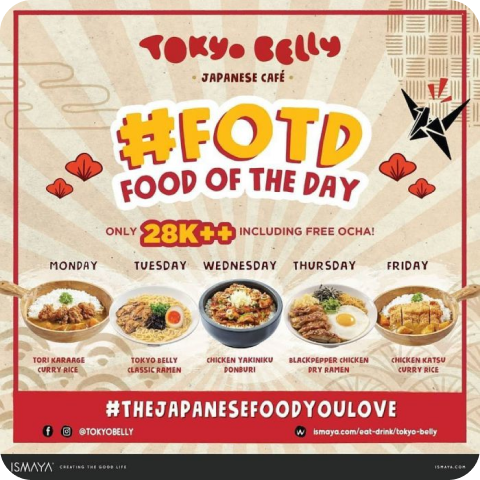 TOKYO BELLY
• JAPANESE CAFÉ •
#FOTD
FOOD OF THE DAY
ONLY 28K++ INCLUDING FREE OCHA!
MONDAY TUESDAY WEDNESDAY THURSDAY FRIDAY
TORI KARAAGE CURRY RICE
TOKYO BELLY CLASSIC RAMEN
CHICKEN YAKINIKU DONBURI
BLACKPEPPER CHICKEN DRY RAMEN
CHICKEN KATSU CURRY RICE
#THEJAPANESEFOODYOULOVE
@TOKYOBELLY
ismaya.com/eat-drink/tokyo-belly
ISMAYA CREATING THE GOOD LIFE
ISMAYA.COM